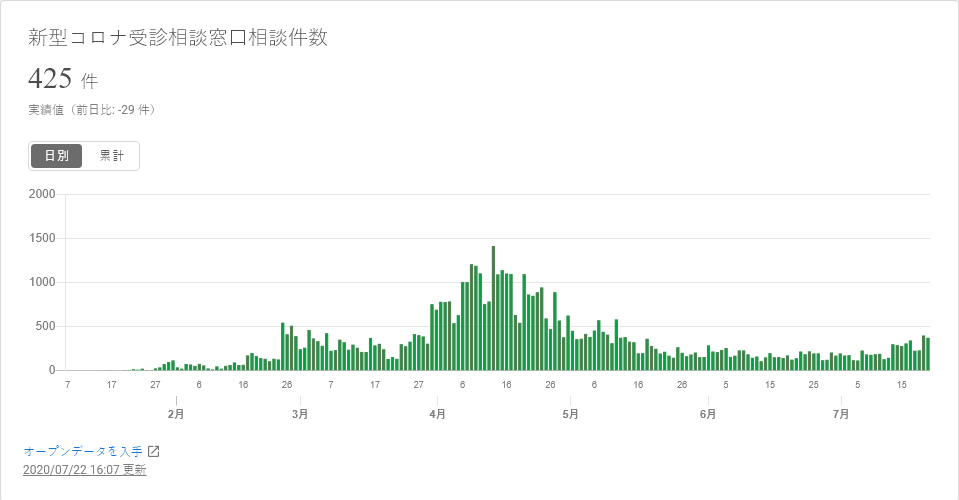 新型コロナ受診相談窓口相談件数
425 件
実績値（前日比: -29 件）
日別 累計
2000
1500
1000
500
0
7 17 27 6 16 26 7 17 27 6 16 26 6 16 26 5 15 25 5 15
2月 3月 4月 5月 6月 7月
オープンデータを入手
2020/07/22 16:07 更新